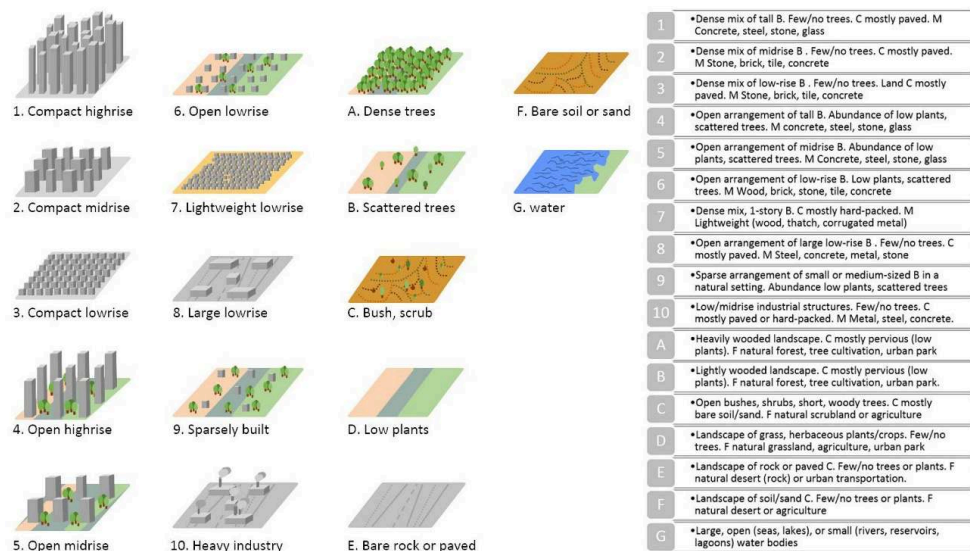 1. Compact highrise
6. Open lowrise
A. Dense trees
F. Bare soil or sand
2. Compact midrise
7. Lightweight lowrise
B. Scattered trees
G. water
3. Compact lowrise
8. Large lowrise
C. Bush, scrub
4. Open highrise
9. Sparsely built
D. Low plants
5. Open midrise
10. Heavy industry
E. Bare rock or paved
1
•Dense mix of tall B. Few/no trees. C mostly paved. M
Concrete, steel, stone, glass
2
•Dense mix of midrise B . Few/no trees. C mostly paved.
M Stone, brick, tile, concrete
3
•Dense mix of low-rise B . Few/no trees. Land C mostly
paved. M Stone, brick, tile, concrete
4
•Open arrangement of tall B. Abundance of low plants,
scattered trees. M concrete, steel, stone, glass
5
•Open arrangement of midrise B. Abundance of low
plants, scattered trees. M Concrete, steel, stone, glass
6
•Open arrangement of low-rise B. Low plants, scattered
trees. M Wood, brick, stone, tile, concrete
7
•Dense mix, 1-story B. C mostly hard-packed. M
Lightweight (wood, thatch, corrugated metal)
8
•Open arrangement of large low-rise B . Few/no trees. C
mostly paved. M Steel, concrete, metal, stone
9
•Sparse arrangement of small or medium-sized B in a
natural setting. Abundance low plants, scattered trees
10
•Low/midrise industrial structures. Few/no trees. C
mostly paved or hard-packed. M Metal, steel, concrete.
A
•Heavily wooded landscape. C mostly pervious (low
plants). F natural forest, tree cultivation, urban park
B
•Lightly wooded landscape. C mostly pervious (low
plants). F natural forest, tree cultivation, urban park.
C
•Open bushes, shrubs, short, woody trees. C mostly
bare soil/sand. F natural scrubland or agriculture
D
•Landscape of grass, herbaceous plants/crops. Few/no
trees. F natural grassland, agriculture, urban park
E
•Landscape of rock or paved C. Few/no trees or plants. F
natural desert (rock) or urban transportation.
F
•Landscape of soil/sand C. Few/no trees or plants. F
natural desert or agriculture
G
•Large, open (seas, lakes), or small (rivers, reservoirs,
lagoons) water bodies